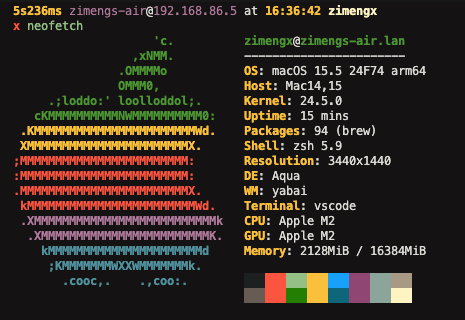 5s236ms zimengs-air@192.168.86.5 at 16:36:42 zimengx
x neofetch
'c.
,xNMM.
.OMMMMo
OMMM0,
.;loddo:' loolloddol;.
cKMMMMMMMMMMNWMMMMMMMMMM0:
.KMMMMMMMMMMMMMMMMMMMMMMMWd.
XMMMMMMMMMMMMMMMMMMMMMMMX.
;MMMMMMMMMMMMMMMMMMMMMMMM:
:MMMMMMMMMMMMMMMMMMMMMMMM:
.MMMMMMMMMMMMMMMMMMMMMMMMX.
kMMMMMMMMMMMMMMMMMMMMMMMMWd.
.XMMMMMMMMMMMMMMMMMMMMMMMMMMk
.XMMMMMMMMMMMMMMMMMMMMMMMMK.
kMMMMMMMMMMMMMMMMMMMMMMd
;KMMMMMMMWXXWMMMMMMMk.
.cooc,. .,coo:.
zimengx@zimengs-air.lan
-----------------------
OS: macOS 15.5 24F74 arm64
Host: Mac14,15
Kernel: 24.5.0
Uptime: 15 mins
Packages: 94 (brew)
Shell: zsh 5.9
Resolution: 3440x1440
DE: Aqua
WM: yabai
Terminal: vscode
CPU: Apple M2
GPU: Apple M2
Memory: 2128MiB / 16384MiB